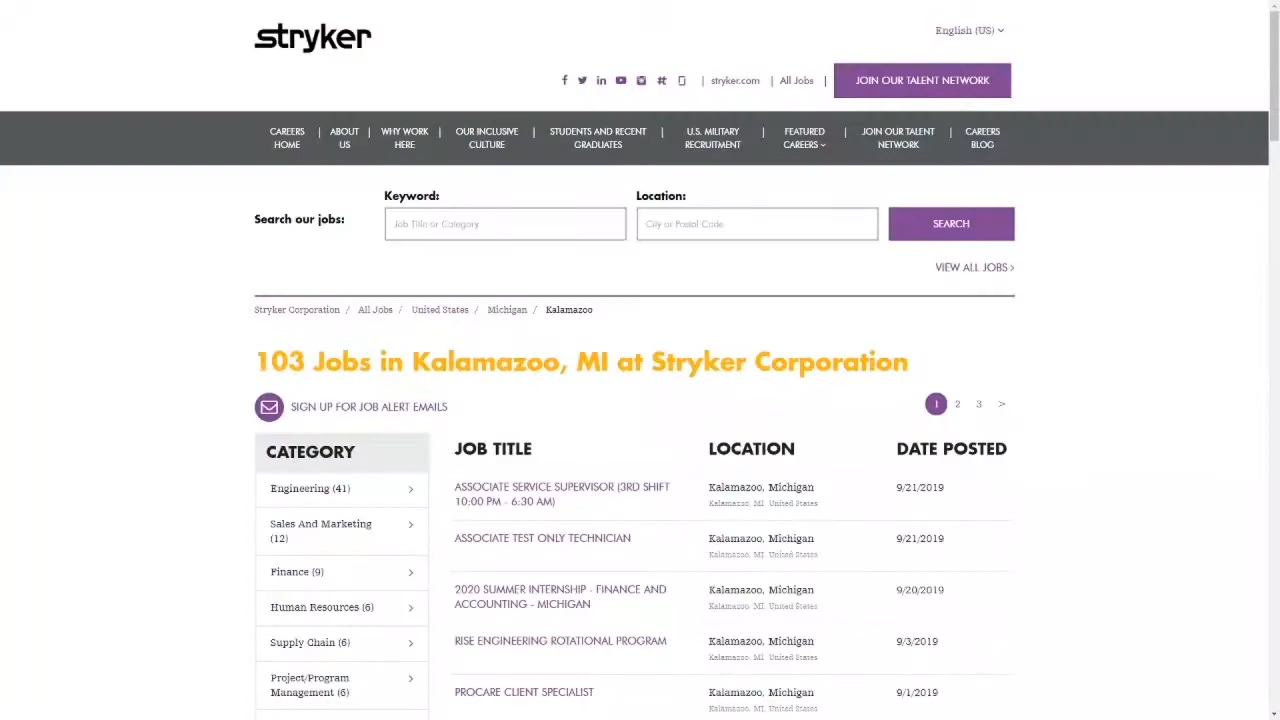 stryker
English (US)
| stryker.com | All Jobs | JOIN OUR TALENT NETWORK
CAREERS HOME | ABOUT US | WHY WORK HERE | OUR INCLUSIVE CULTURE | STUDENTS AND RECENT GRADUATES | U.S. MILITARY RECRUITMENT | FEATURED CAREERS | JOIN OUR TALENT NETWORK | CAREERS BLOG
Keyword: Location:
Search our jobs: Job Title or Category City or Postal Code SEARCH
VIEW ALL JOBS >
Stryker Corporation / All Jobs / United States / Michigan / Kalamazoo
103 Jobs in Kalamazoo, MI at Stryker Corporation
SIGN UP FOR JOB ALERT EMAILS 1 2 3 >
CATEGORY
Engineering (41)
Sales And Marketing
(12)
Finance (9)
Human Resources (6)
Supply Chain (6)
Project/Program
Management (6)
JOB TITLE LOCATION DATE POSTED
ASSOCIATE SERVICE SUPERVISOR (3RD SHIFT Kalamazoo, Michigan 9/21/2019
10:00 PM - 6:30 AM) Kalamazoo, MI, United States
ASSOCIATE TEST ONLY TECHNICIAN Kalamazoo, Michigan 9/21/2019
Kalamazoo, MI, United States
2020 SUMMER INTERNSHIP - FINANCE AND Kalamazoo, Michigan 9/20/2019
ACCOUNTING - MICHIGAN Kalamazoo, MI, United States
RISE ENGINEERING ROTATIONAL PROGRAM Kalamazoo, Michigan 9/3/2019
Kalamazoo, MI, United States
PROCARE CLIENT SPECIALIST Kalamazoo, Michigan 9/1/2019
Kalamazoo, MI, United States